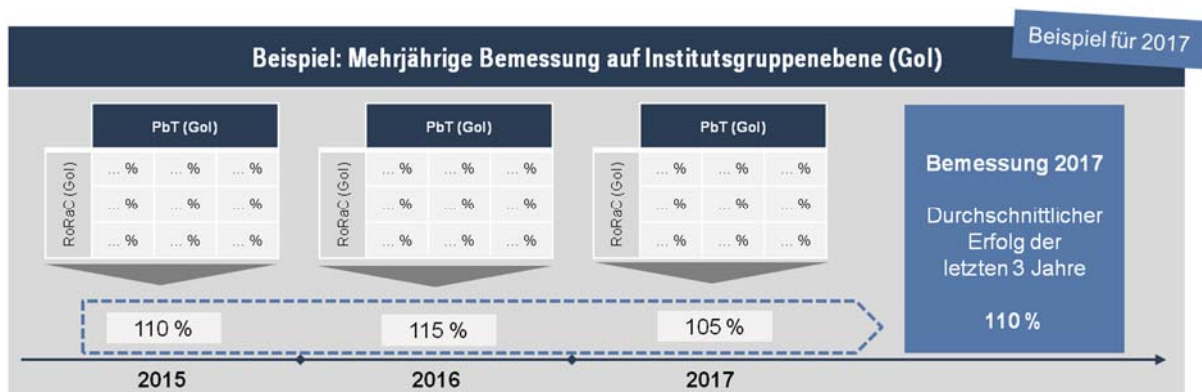 Beispiel für 2017
Beispiel: Mehrjährige Bemessung auf Institutsgruppenebene (GoI)
PbT (GoI)
RoRaC (GoI)
... % ... % ... %
... % ... % ... %
... % ... % ... %
PbT (GoI)
RoRaC (GoI)
... % ... % ... %
... % ... % ... %
... % ... % ... %
PbT (GoI)
RoRaC (GoI)
... % ... % ... %
... % ... % ... %
... % ... % ... %
110 %
115 %
105 %
2015
2016
2017
Bemessung 2017
Durchschnittlicher
Erfolg der
letzten 3 Jahre
110 %